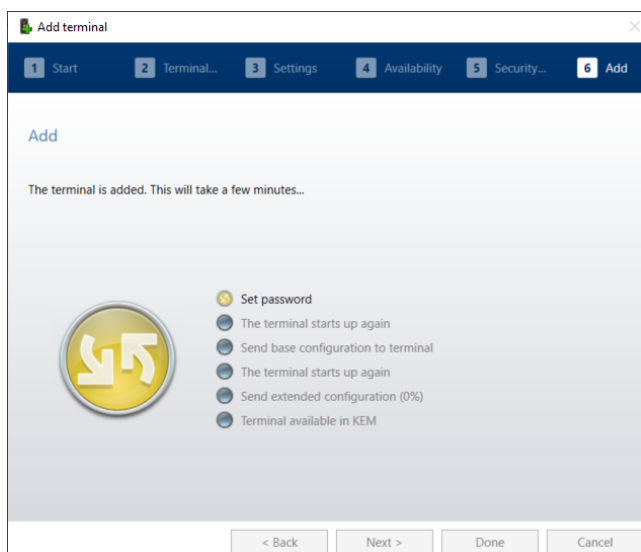 Add terminal
1 Start 2 Terminal... 3 Settings 4 Availability 5 Security... 6 Add
Add
The terminal is added. This will take a few minutes...
Set password
The terminal starts up again
Send base configuration to terminal
The terminal starts up again
Send extended configuration (0%)
Terminal available in KEM
< Back Next > Done Cancel